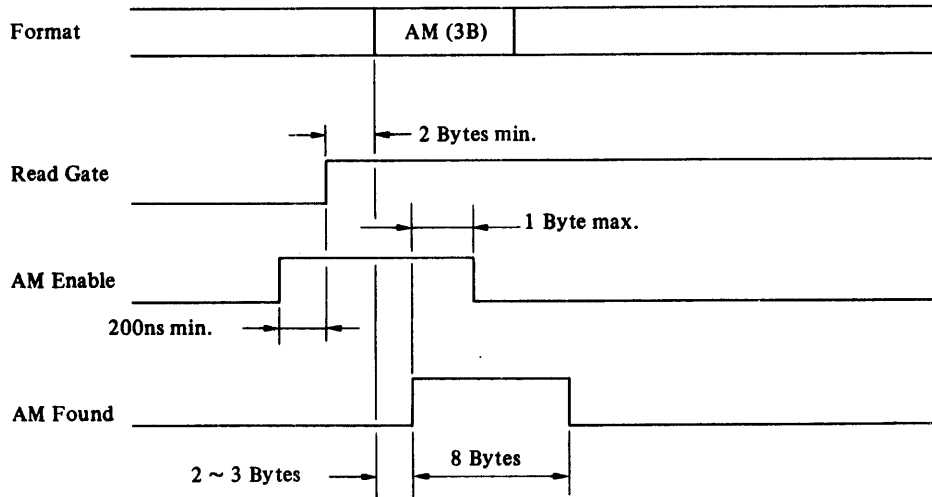 Format
AM (3B)
2 Bytes min.
Read Gate
1 Byte max.
AM Enable
200ns min.
AM Found
2 ~ 3 Bytes
8 Bytes